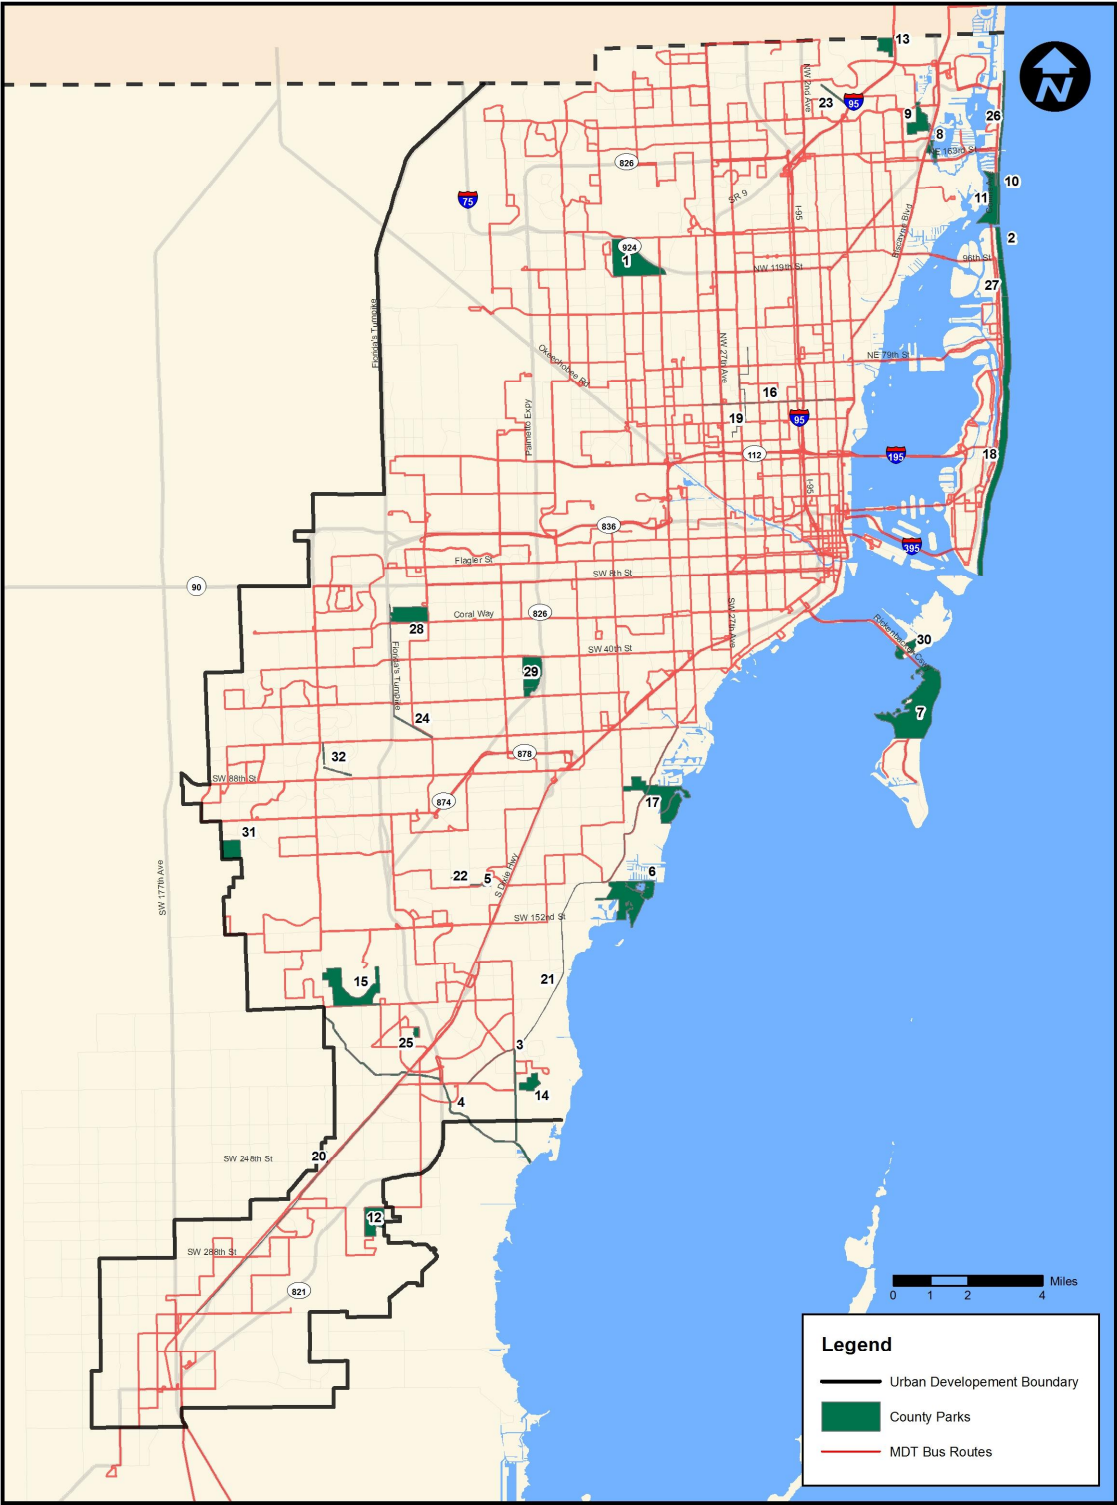 13
N
NW 2nd Ave
23
95
9
26
8
NE 163rd St
826
10
75
SR 9
11
I-95
Biscayne Blvd
924
2
1
96th St
NW 119th St
27
Florida's Turnpike
Okeechobee Rd
NW 27th Ave
NE 79th St
16
Palmetto Expy
19
95
112
195
18
I-95
836
395
Flagler St
SW 8th St
90
Coral Way
826
28
SW 27th Ave
Rickenbacker Cswy
30
Florida's Turnpike
SW 40th St
29
7
24
32
878
SW 88th St
874
17
31
SW 177th Ave
22
5
S Dixie Hwy
6
SW 152nd St
15
21
25
3
14
4
20
SW 248th St
12
SW 288th St
821
Miles
0 1 2 4
Legend
Urban Developement Boundary
County Parks
MDT Bus Routes